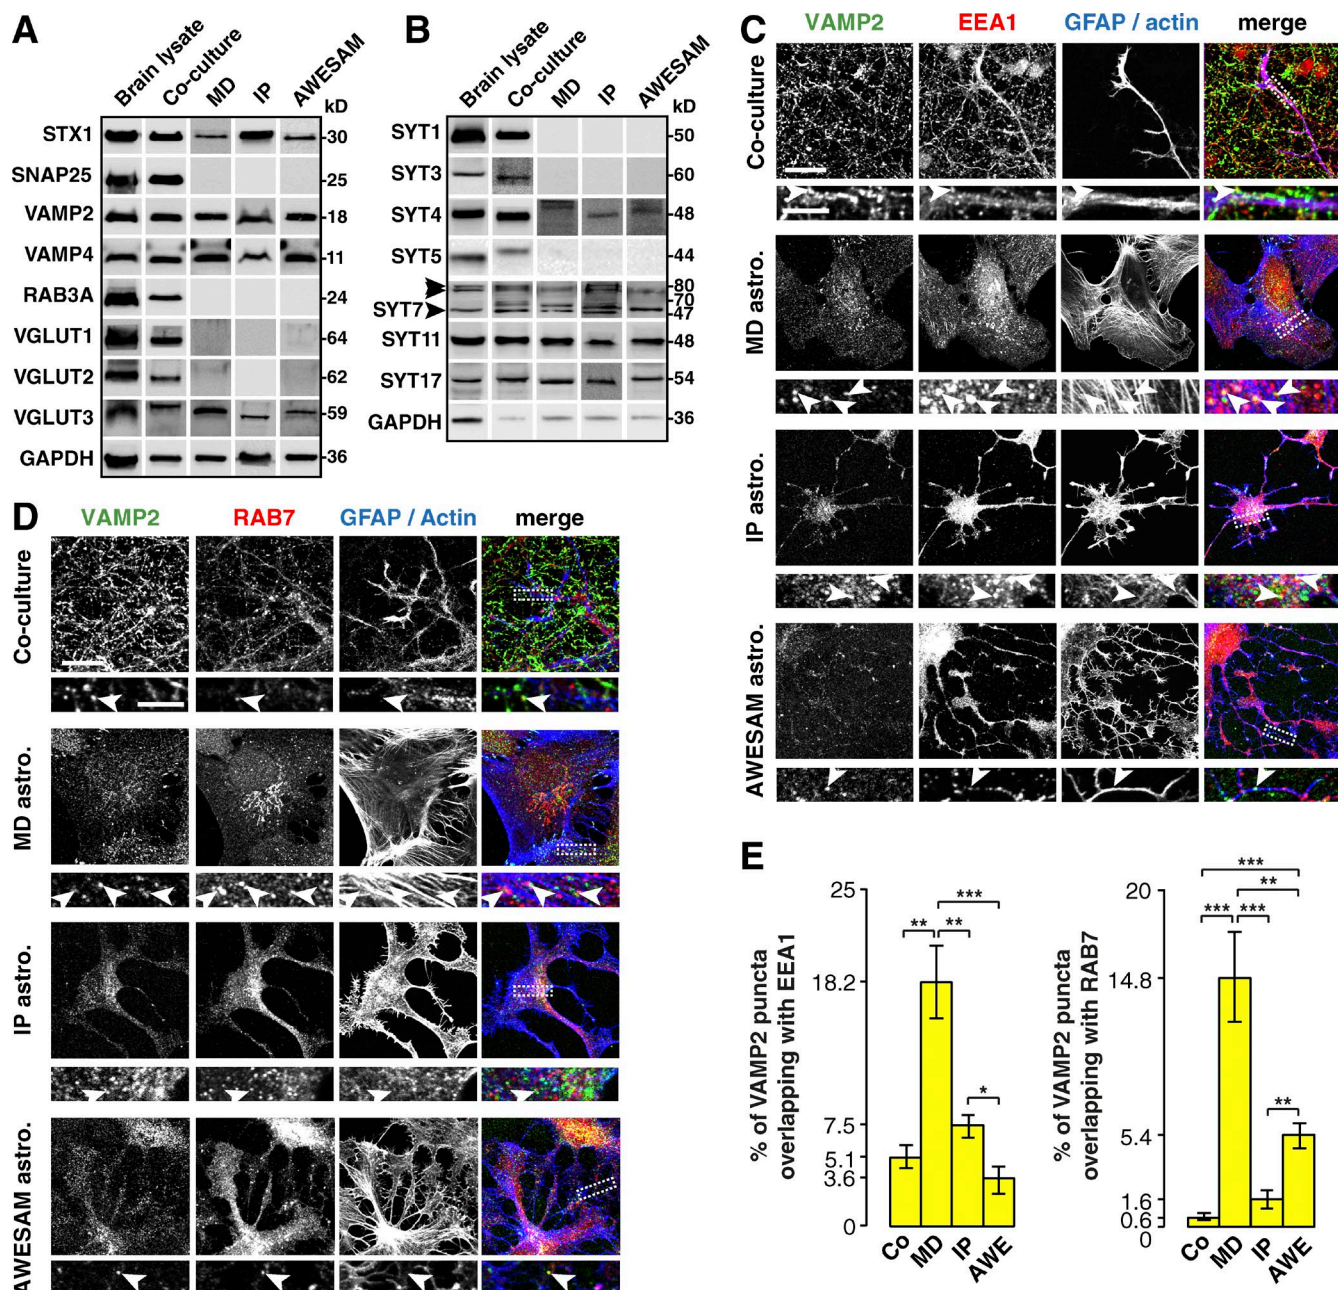 A
Brain lysate
Co-culture
MD
IP
AWESAM
kD
STX1
-30
SNAP25
-25
VAMP2
-18
VAMP4
-11
RAB3A
-24
VGLUT1
-64
VGLUT2
-62
VGLUT3
-59
GAPDH
-36
B
Brain lysate
Co-culture
MD
IP
AWESAM
kD
SYT1
-50
SYT3
-60
SYT4
-48
SYT5
-44
-80
-70
SYT7
-47
SYT11
-48
SYT17
-54
GAPDH
-36
C
VAMP2 EEA1 GFAP / actin merge
Co-culture
MD astro.
IP astro.
AWESAM astro.
D
VAMP2 RAB7 GFAP / Actin merge
Co-culture
MD astro.
IP astro.
AWESAM astro.
E
% of VAMP2 puncta
overlapping with EEA1
25
18.2
7.5
5.1
3.6
0
***
** **
*
Co MD IP AWE
% of VAMP2 puncta
overlapping with RAB7
20
14.8
5.4
1.6
0.6
0
***
**
*** ***
**
Co MD IP AWE